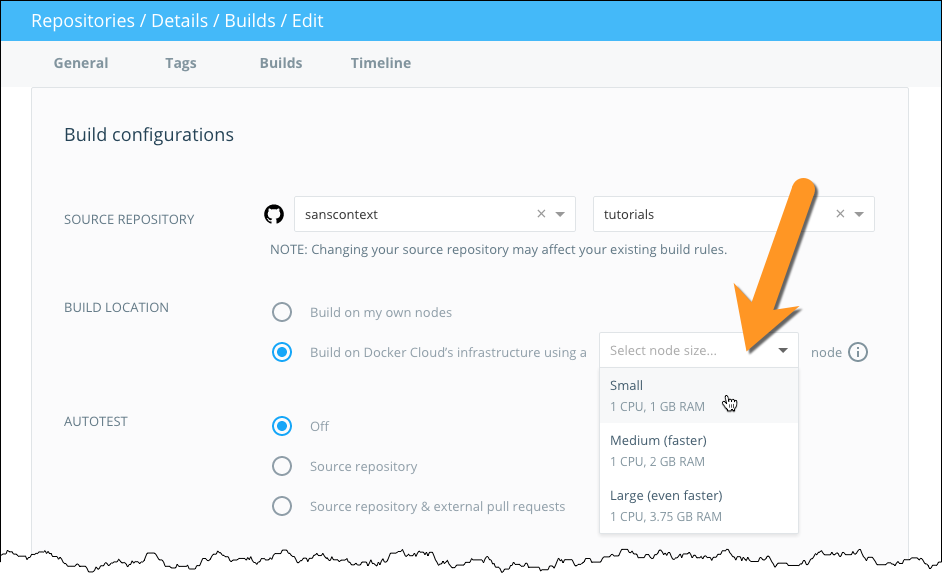 Repositories / Details / Builds / Edit
General Tags Builds Timeline
Build configurations
SOURCE REPOSITORY sanscontext × tutorials ×
NOTE: Changing your source repository may affect your existing build rules.
BUILD LOCATION Build on my own nodes
Build on Docker Cloud's infrastructure using a Select node size... node i
Small
1 CPU, 1 GB RAM
AUTOTEST Off
Medium (faster)
1 CPU, 2 GB RAM
Source repository
Large (even faster)
Source repository & external pull requests
1 CPU, 3.75 GB RAM